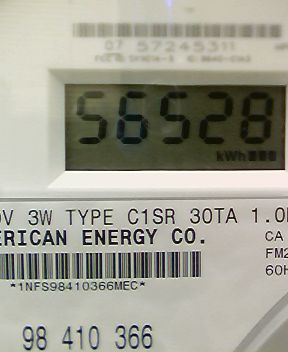 07 57245311
56528
kWh
V 3W TYPE C1SR 30TA 1.0
ERICAN ENERGY CO.
CA
FM2
60H
*1NFS98410366MEC*
98 410 366